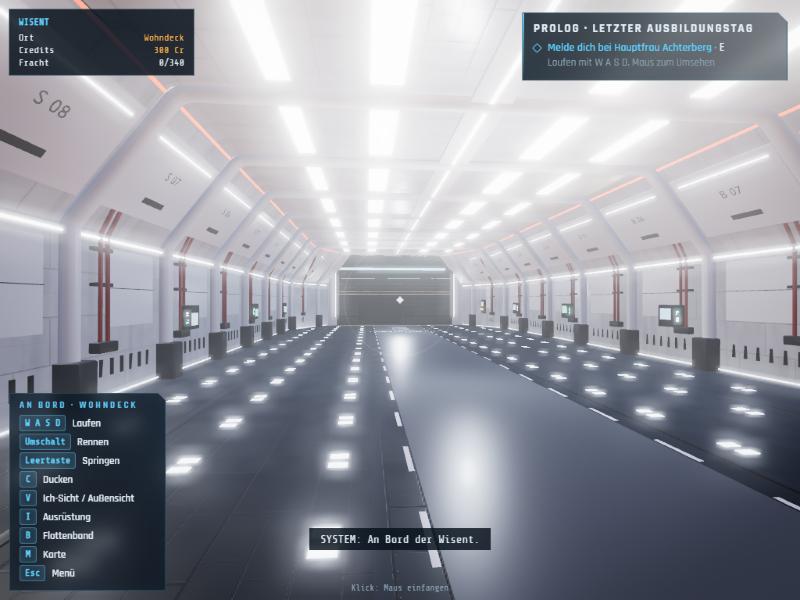 WISENT
Ort Wohndeck
Credits 300 Cr
Fracht 0/340
PROLOG · LETZTER AUSBILDUNGSTAG
Melde dich bei Hauptfrau Achterberg · E
Laufen mit W A S D, Maus zum Umsehen
S 08
S 07
B 07
AN BORD · WOHNDECK
W A S D Laufen
Umschalt Rennen
Leertaste Springen
C Ducken
V Ich-Sicht / Außensicht
I Ausrüstung
B Flottenband
M Karte
Esc Menü
SYSTEM: An Bord der Wisent.
Klick: Maus einfangen